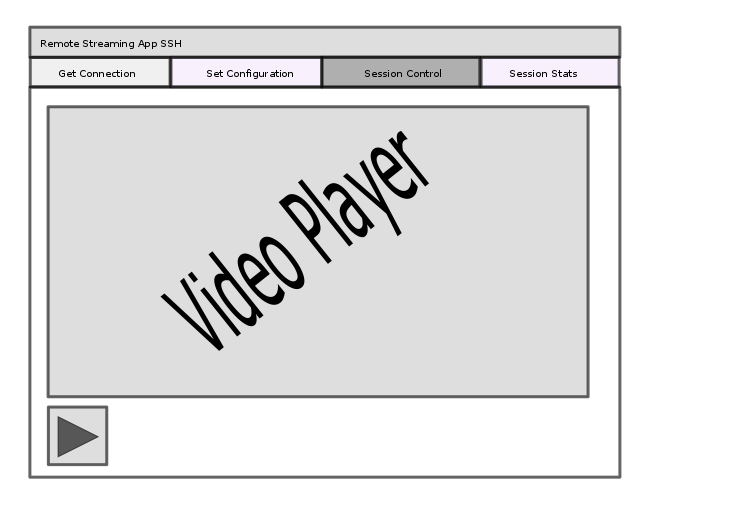 Remote Streaming App SSH
Get Connection Set Configuration Session Control Session Stats
Video Player